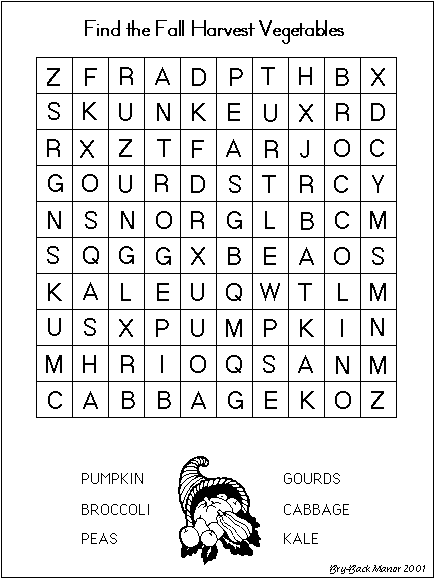 Find the Fall Harvest Vegetables
Z F R A D P T H B X
S K U N K E U X R D
R X Z T F A R J O C
G O U R D S T R C Y
N S N O R G L B C M
S Q G G X B E A O S
K A L E U Q W T L M
U S X P U M P K I N
M H R I O Q S A N M
C A B B A G E K O Z
PUMPKIN GOURDS
BROCCOLI CABBAGE
PEAS KALE
Bry-Back Manor 2001